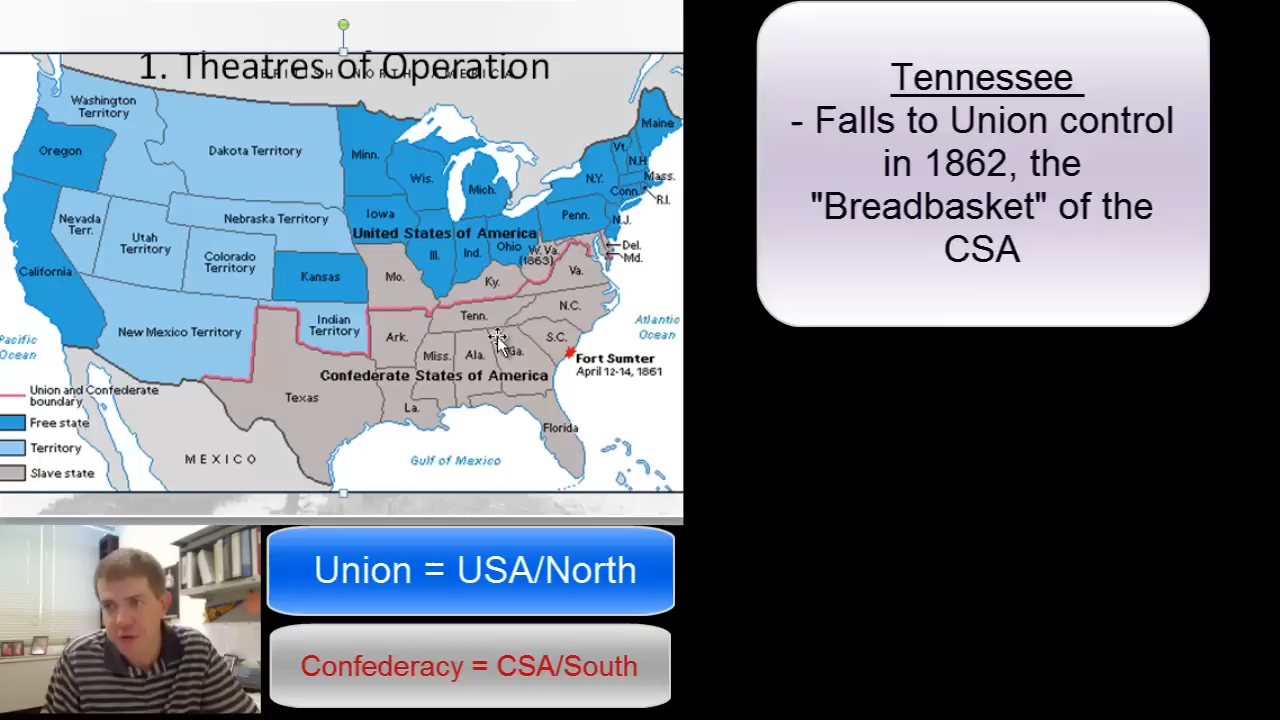 1. Theatres of Operation
BRITISH NORTH AMERICA
Washington
Territory
Oregon
Dakota Territory
Minn.
Maine
Vt.
N.H
Mass.
Conn.
R.I.
N.Y.
Wis.
Mich.
Iowa
Penn.
N.J.
Nevada
Terr.
Utah
Territory
Nebraska Territory
United States of America
Ill.
Ind.
Ohio
W. Va.
(1863)
Del.
Md.
California
Colorado
Territory
Kansas
Mo.
Ky.
Va.
New Mexico Territory
Indian
Territory
Ark.
Tenn.
N.C.
S.C.
Miss.
Ala.
Ga.
Pacific
Ocean
Atlantic
Ocean
Fort Sumter
April 12-14, 1861
Confederate States of America
Texas
La.
Florida
MEXICO
Gulf of Mexico
Union and Confederate
boundary
Free state
Territory
Slave state
Tennessee
- Falls to Union control
in 1862, the
"Breadbasket" of the
CSA
Union = USA/North
Confederacy = CSA/South